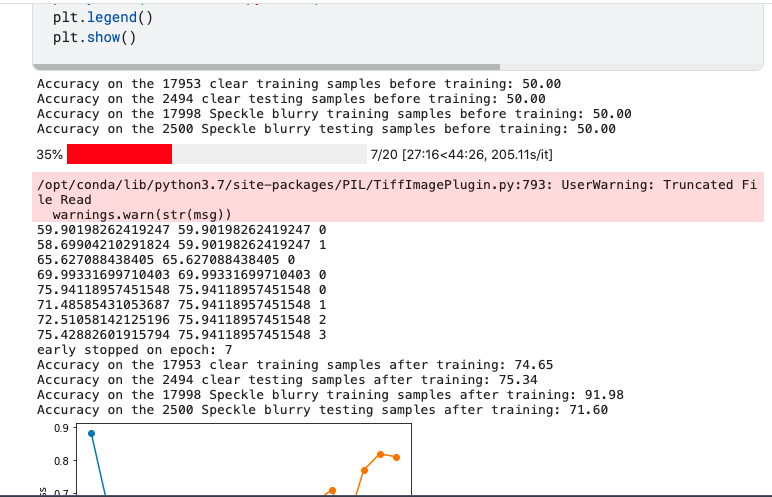 plt.legend()
plt.show()
Accuracy on the 17953 clear training samples before training: 50.00
Accuracy on the 2494 clear testing samples before training: 50.00
Accuracy on the 17998 Speckle blurry training samples before training: 50.00
Accuracy on the 2500 Speckle blurry testing samples before training: 50.00
35% 7/20 [27:16<44:26, 205.11s/it]
/opt/conda/lib/python3.7/site-packages/PIL/TiffImagePlugin.py:793: UserWarning: Truncated Fi
le Read
warnings.warn(str(msg))
59.90198262419247 59.90198262419247 0
58.69904210291824 59.90198262419247 1
65.627088438405 65.627088438405 0
69.99331699710403 69.99331699710403 0
75.94118957451548 75.94118957451548 0
71.48585431053687 75.94118957451548 1
72.51058142125196 75.94118957451548 2
75.42882601915794 75.94118957451548 3
early stopped on epoch: 7
Accuracy on the 17953 clear training samples after training: 74.65
Accuracy on the 2494 clear testing samples after training: 75.34
Accuracy on the 17998 Speckle blurry training samples after training: 91.98
Accuracy on the 2500 Speckle blurry testing samples after training: 71.60
0.9
0.8
0.7